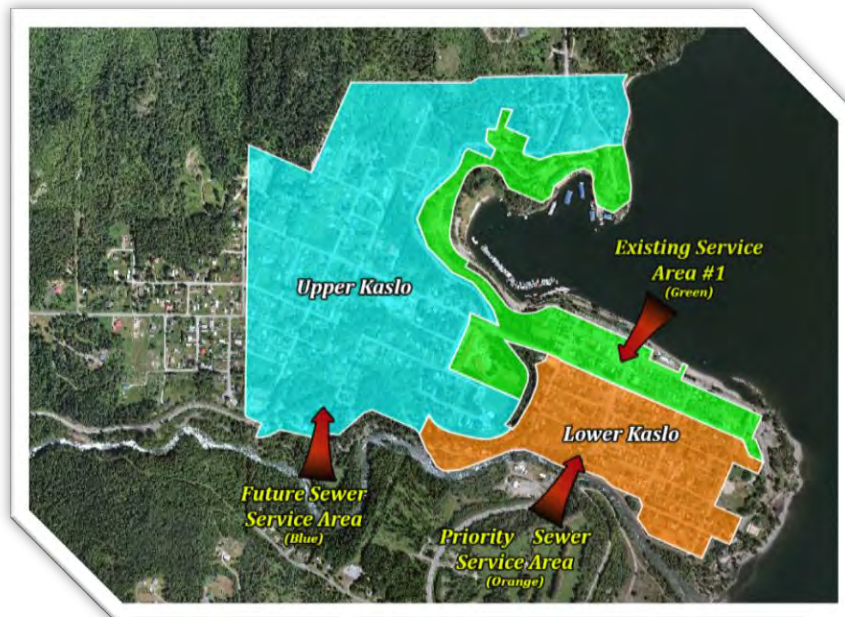 Upper Kaslo
Existing Service
Area #1
(Green)
Lower Kaslo
Future Sewer
Service Area
(Blue)
Priority Sewer
Service Area
(Orange)